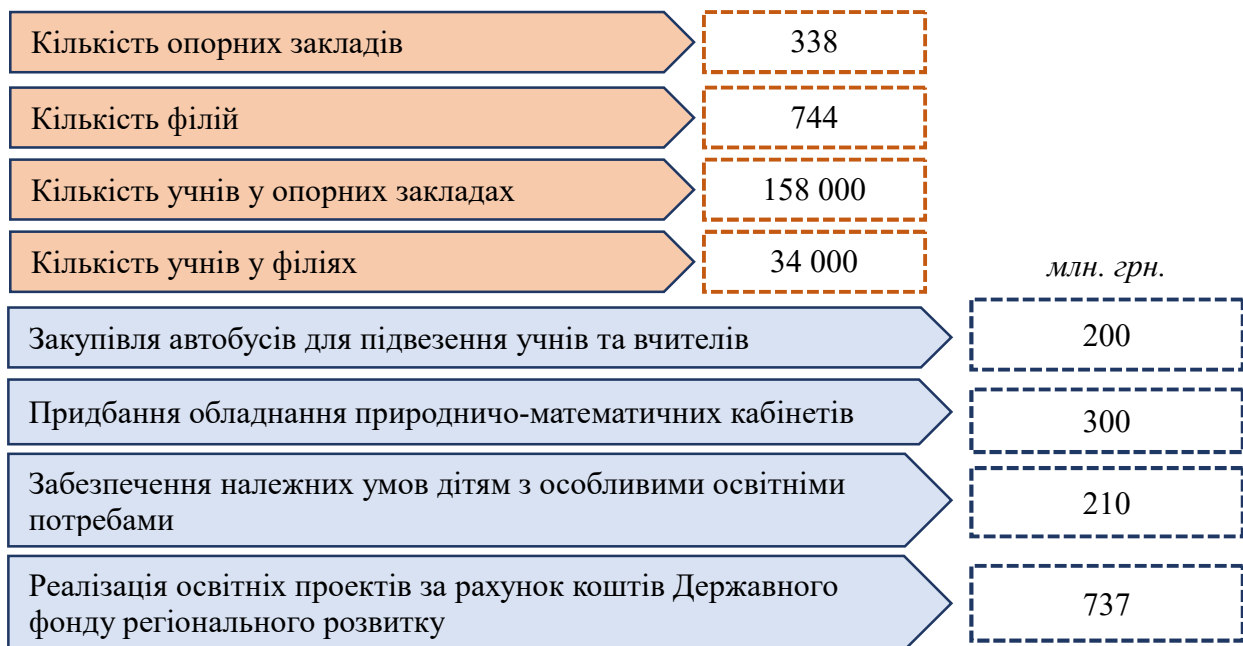 Кількість опорних закладів
338
Кількість філій
744
Кількість учнів у опорних закладах
158 000
Кількість учнів у філіях
34 000
млн. грн.
Закупівля автобусів для підвезення учнів та вчителів
200
Придбання обладнання природничо-математичних кабінетів
300
Забезпечення належних умов дітям з особливими освітніми
потребами
210
Реалізація освітніх проектів за рахунок коштів Державного
фонду регіонального розвитку
737